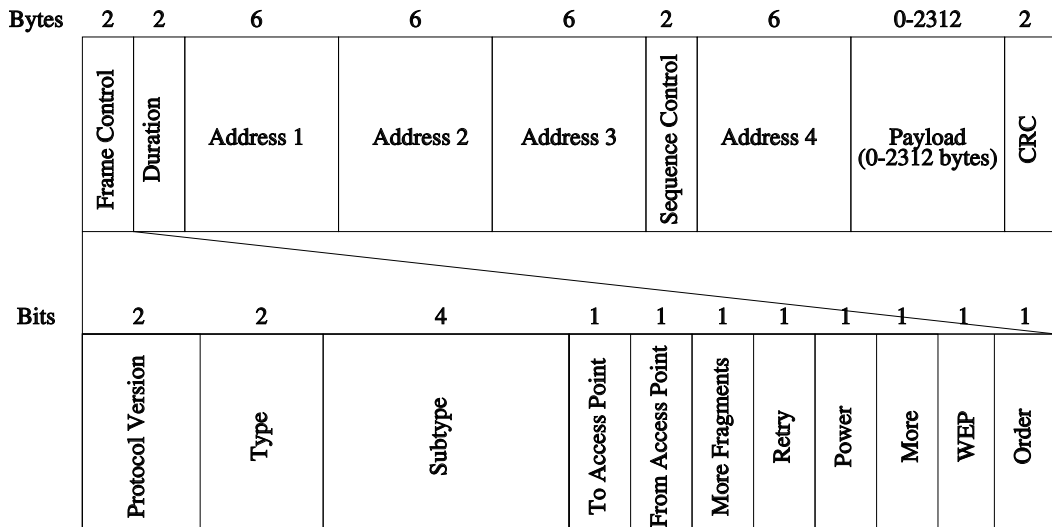 Bytes 2 2 6 6 6 2 6 0-2312 2
Frame Control
Duration
Address 1
Address 2
Address 3
Sequence Control
Address 4
Payload
(0-2312 bytes)
CRC
Bits 2 2 4 1 1 1 1 1 1 1 1
Protocol Version
Type
Subtype
To Access Point
From Access Point
More Fragments
Retry
Power
More
WEP
Order